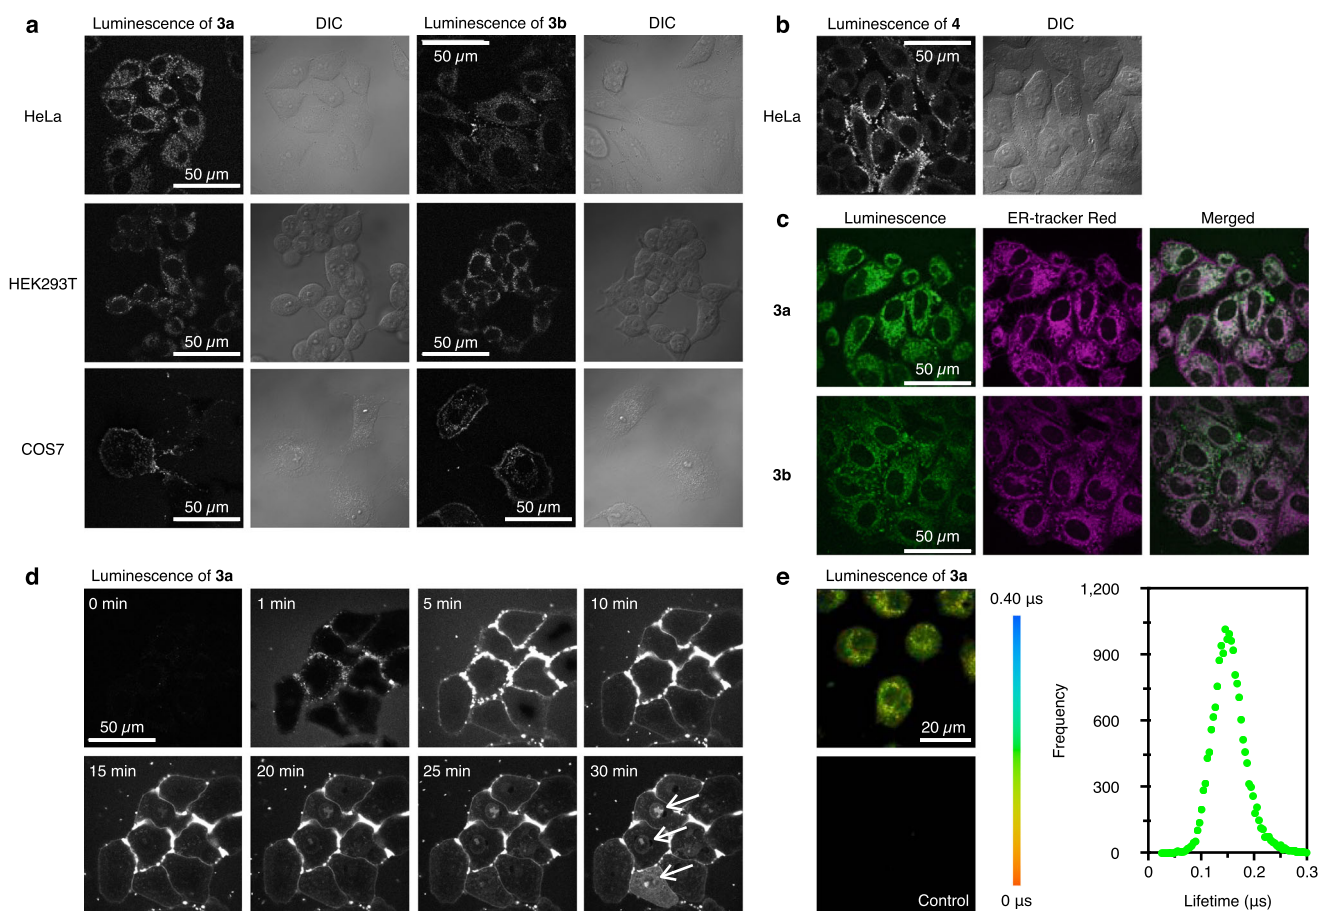 a
Luminescence of 3a
DIC
Luminescence of 3b
DIC
HeLa
50 µm
50 µm
HEK293T
50 µm
50 µm
COS7
50 µm
50 µm
b
Luminescence of 4
DIC
HeLa
50 µm
c
Luminescence
ER-tracker Red
Merged
3a
50 µm
3b
50 µm
d
Luminescence of 3a
0 min
1 min
5 min
10 min
50 µm
15 min
20 min
25 min
30 min
e
Luminescence of 3a
20 µm
Control
0.40 µs
0 µs
Frequency
1,200
900
600
300
0
0
0.1
0.2
0.3
Lifetime (µs)